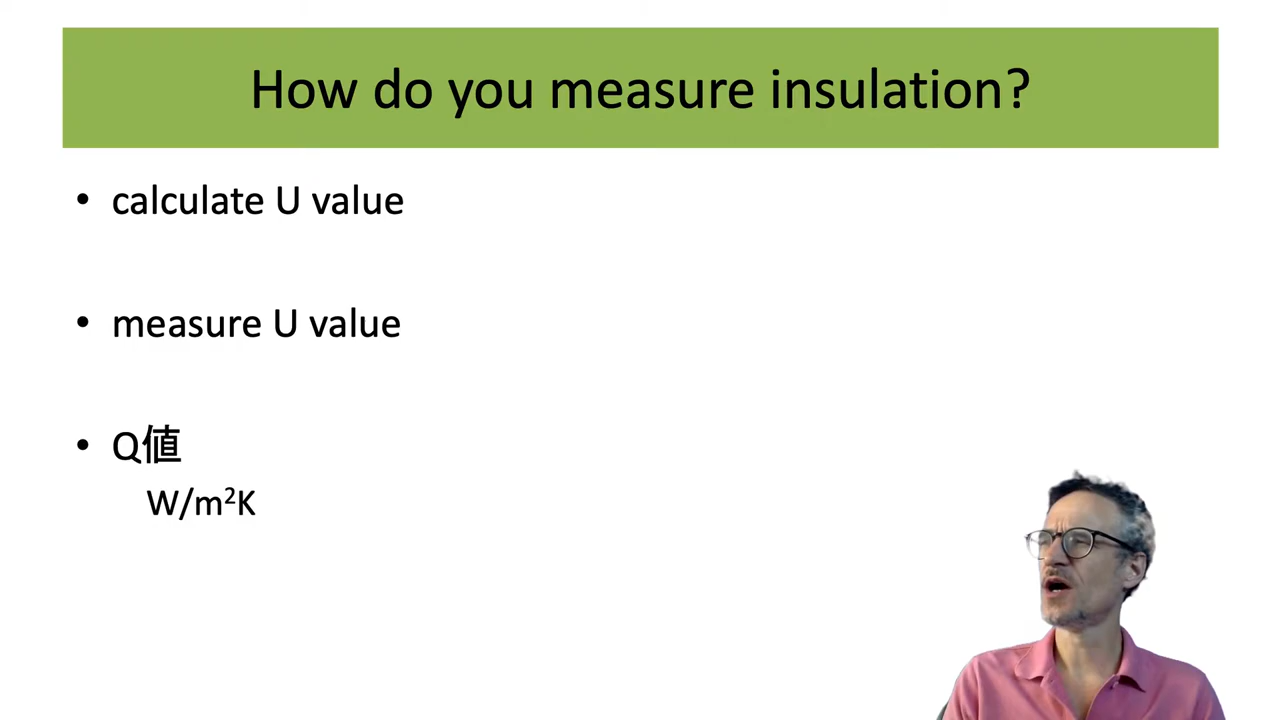 How do you measure insulation?
• calculate U value
• measure U value
• Q値
W/m²K